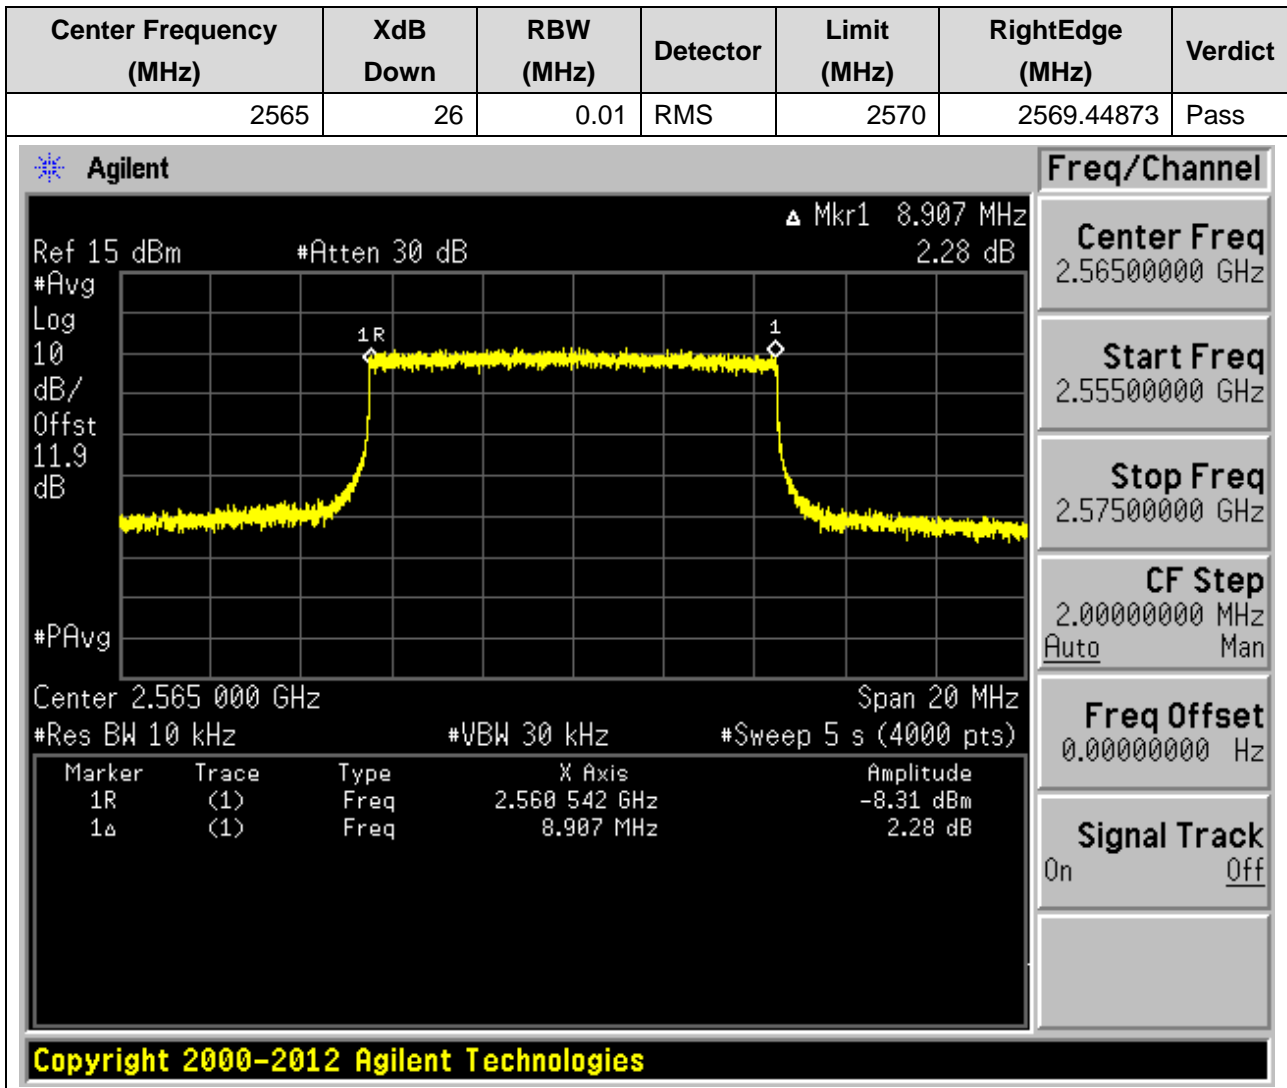 Center Frequency (MHz) XdB Down RBW (MHz) Detector Limit (MHz) RightEdge (MHz) Verdict
2565 26 0.01 RMS 2570 2569.44873 Pass
Agilent
Freq/Channel
Δ Mkr1 8.907 MHz
Ref 15 dBm #Atten 30 dB 2.28 dB
#Avg
Log
10
dB/
Offst
11.9
dB
#PAvg
1R
1
Center 2.565 000 GHz Span 20 MHz
#Res BW 10 kHz #VBW 30 kHz #Sweep 5 s (4000 pts)
Marker Trace Type X Axis Amplitude
1R (1) Freq 2.560 542 GHz -8.31 dBm
1Δ (1) Freq 8.907 MHz 2.28 dB
Center Freq
2.56500000 GHz
Start Freq
2.55500000 GHz
Stop Freq
2.57500000 GHz
CF Step
2.00000000 MHz
Auto Man
Freq Offset
0.00000000 Hz
Signal Track
On Off
Copyright 2000-2012 Agilent Technologies